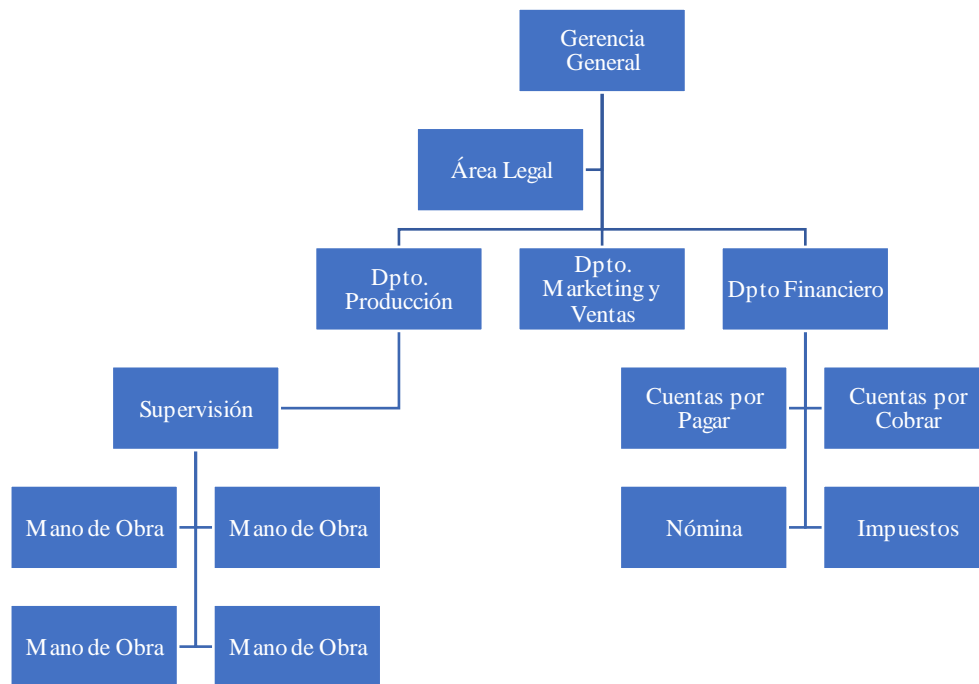 Gerencia
General
Área Legal
Dpto.
Producción
Dpto.
Marketing y
Ventas
Dpto Financiero
Supervisión
Cuentas por
Pagar
Cuentas por
Cobrar
Mano de Obra
Mano de Obra
Nómina
Impuestos
Mano de Obra
Mano de Obra